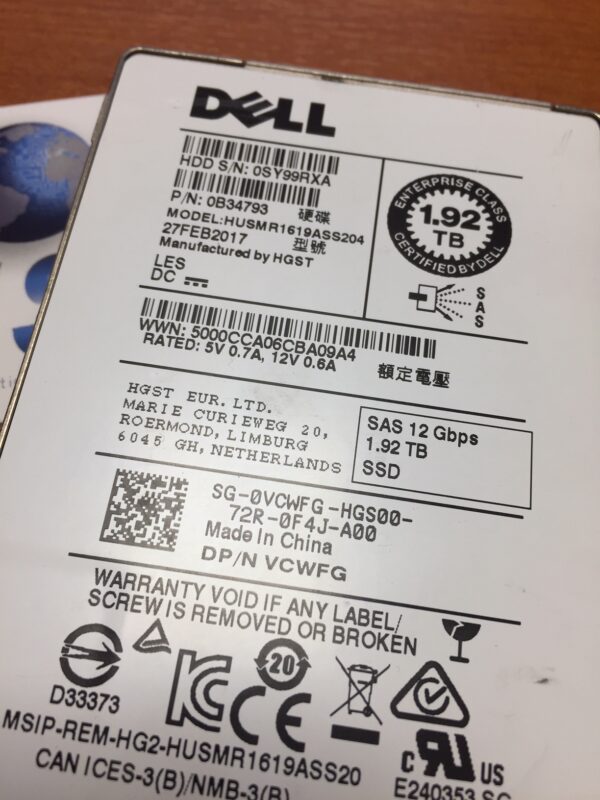 DELL
HDD S/N: 0SY99RXA
P/N: 0B34793 硬碟
MODEL:HUSMR1619ASS204
27FEB2017 型號
Manufactured by HGST
LES
DC
ENTERPRISE CLASS
1.92
TB
CERTIFIED BY DELL
SAS
WWN: 5000CCA06CBA09A4
RATED: 5V 0.7A, 12V 0.6A 額定電壓
HGST EUR. LTD.
MARIE CURIEWEG 20,
ROERMOND, LIMBURG
6045 GH, NETHERLANDS
SAS 12 Gbps
1.92 TB
SSD
SG-0VCWFG-HGS00-
72R-0F4J-A00
Made In China
DP/N VCWFG
WARRANTY VOID IF ANY LABEL/
SCREW IS REMOVED OR BROKEN
20
D33373
MSIP-REM-HG2-HUSMR1619ASS20
CAN ICES-3(B)/NMB-3(B)
c US
E240353